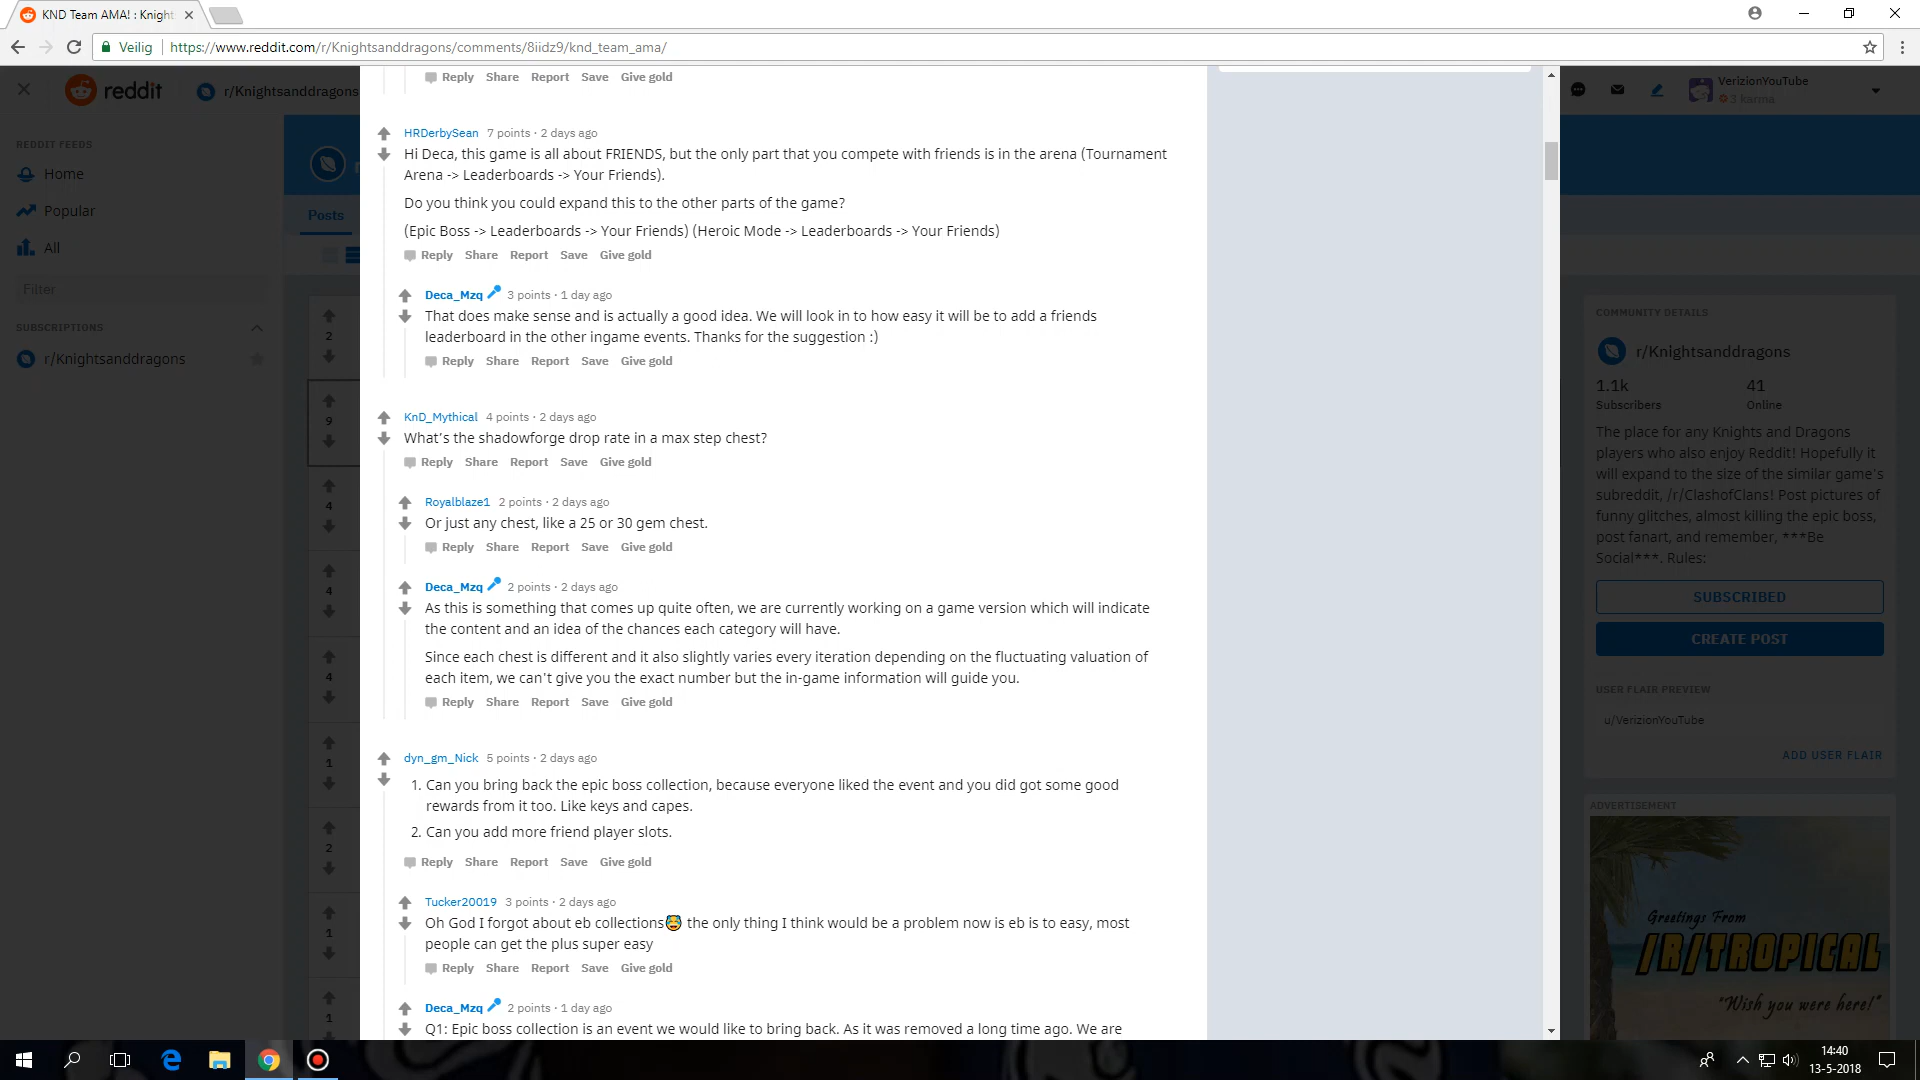 KND Team AMA! : Knight
Veilig
https://www.reddit.com/r/Knightsanddragons/comments/8iidz9/knd_team_ama/
reddit
r/Knightsanddragons
VerizionYouTube
3 karma
REDDIT FEEDS
Home
Popular
All
Filter
SUBSCRIPTIONS
r/Knightsanddragons
Posts
2
9
4
4
4
1
2
1
1
Reply Share Report Save Give gold
HRDerbySean 7 points · 2 days ago
Hi Deca, this game is all about FRIENDS, but the only part that you compete with friends is in the arena (Tournament
Arena -> Leaderboards -> Your Friends).
Do you think you could expand this to the other parts of the game?
(Epic Boss -> Leaderboards -> Your Friends) (Heroic Mode -> Leaderboards -> Your Friends)
Reply Share Report Save Give gold
Deca_Mzq 3 points · 1 day ago
That does make sense and is actually a good idea. We will look in to how easy it will be to add a friends
leaderboard in the other ingame events. Thanks for the suggestion :)
Reply Share Report Save Give gold
KnD_Mythical 4 points · 2 days ago
What's the shadowforge drop rate in a max step chest?
Reply Share Report Save Give gold
Royalblaze1 2 points · 2 days ago
Or just any chest, like a 25 or 30 gem chest.
Reply Share Report Save Give gold
Deca_Mzq 2 points · 2 days ago
As this is something that comes up quite often, we are currently working on a game version which will indicate
the content and an idea of the chances each category will have.
Since each chest is different and it also slightly varies every iteration depending on the fluctuating valuation of
each item, we can't give you the exact number but the in-game information will guide you.
Reply Share Report Save Give gold
dyn_gm_Nick 5 points · 2 days ago
1. Can you bring back the epic boss collection, because everyone liked the event and you did got some good
rewards from it too. Like keys and capes.
2. Can you add more friend player slots.
Reply Share Report Save Give gold
Tucker20019 3 points · 2 days ago
Oh God I forgot about eb collections😂 the only thing I think would be a problem now is eb is to easy, most
people can get the plus super easy
Reply Share Report Save Give gold
Deca_Mzq 2 points · 1 day ago
Q1: Epic boss collection is an event we would like to bring back. As it was removed a long time ago. We are
COMMUNITY DETAILS
r/Knightsanddragons
1.1k 41
Subscribers Online
The place for any Knights and Dragons
players who also enjoy Reddit! Hopefully it
will expand to the size of the similar game's
subreddit, /r/ClashofClans! Post pictures of
funny glitches, almost killing the epic boss,
post fanart, and remember, ***Be
Social***. Rules:
SUBSCRIBED
CREATE POST
USER FLAIR PREVIEW
u/VerizionYouTube
ADD USER FLAIR
ADVERTISEMENT
Greetings From
/R/TROPICAL
"Wish you were here!"
14:40
13-5-2018